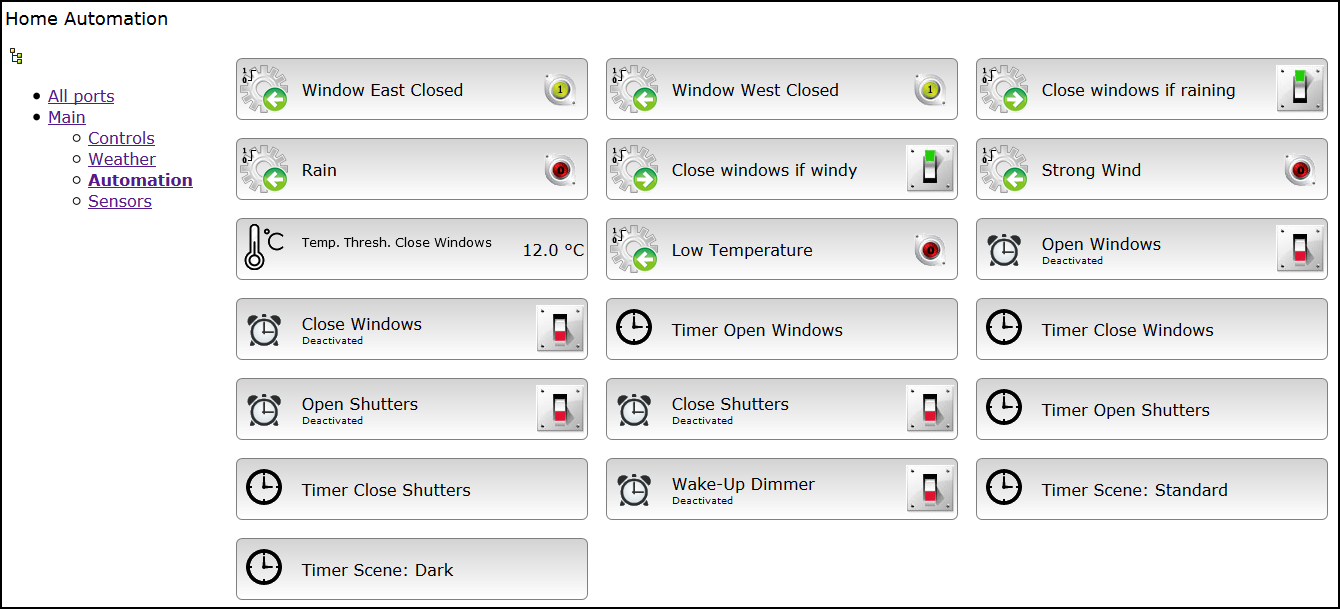 Home Automation
All ports
Main
Controls
Weather
Automation
Sensors
Window East Closed 1
Window West Closed 1
Close windows if raining
Rain 0
Close windows if windy
Strong Wind 0
Temp. Thresh. Close Windows 12.0 °C
°C
Low Temperature 0
Open Windows
Deactivated
Close Windows
Deactivated
Timer Open Windows
Timer Close Windows
Open Shutters
Deactivated
Close Shutters
Deactivated
Timer Open Shutters
Timer Close Shutters
Wake-Up Dimmer
Deactivated
Timer Scene: Standard
Timer Scene: Dark